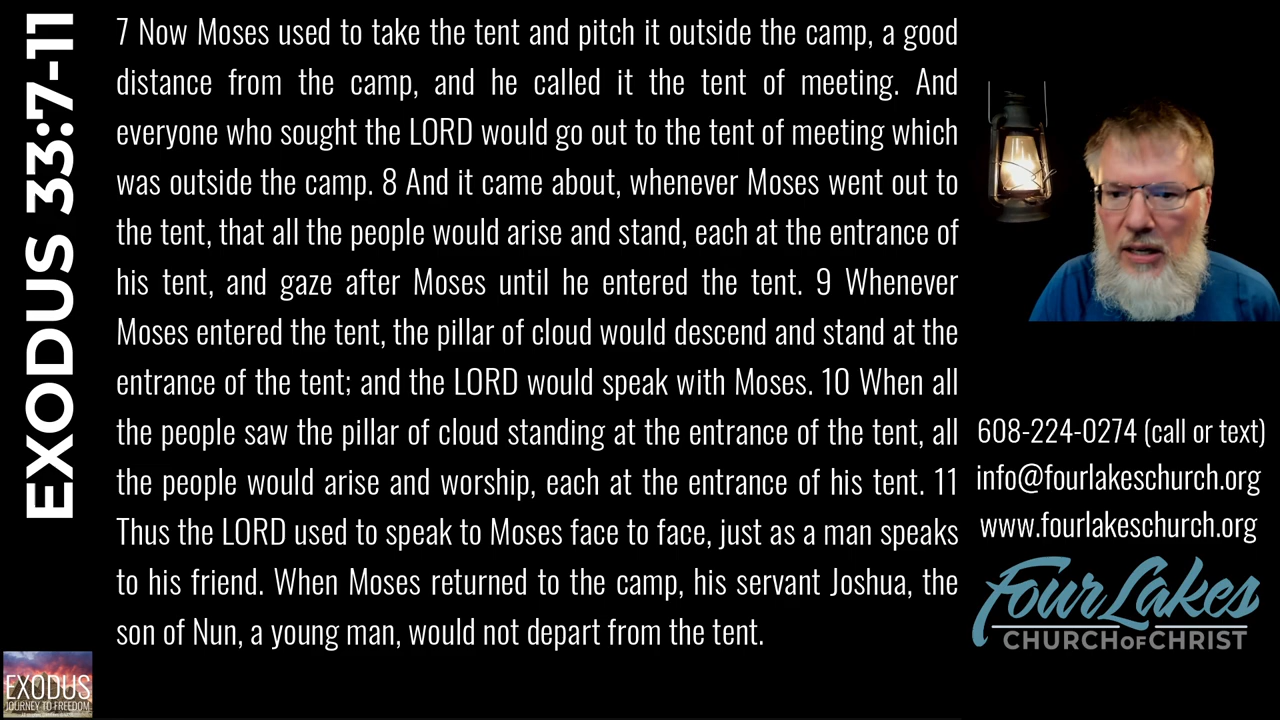 EXODUS 33:7-11
7 Now Moses used to take the tent and pitch it outside the camp, a good
distance from the camp, and he called it the tent of meeting. And
everyone who sought the LORD would go out to the tent of meeting which
was outside the camp. 8 And it came about, whenever Moses went out to
the tent, that all the people would arise and stand, each at the entrance of
his tent, and gaze after Moses until he entered the tent. 9 Whenever
Moses entered the tent, the pillar of cloud would descend and stand at the
entrance of the tent; and the LORD would speak with Moses. 10 When all
the people saw the pillar of cloud standing at the entrance of the tent, all
the people would arise and worship, each at the entrance of his tent. 11
Thus the LORD used to speak to Moses face to face, just as a man speaks
to his friend. When Moses returned to the camp, his servant Joshua, the
son of Nun, a young man, would not depart from the tent.
608-224-0274 (call or text)
info@fourlakeschurch.org
www.fourlakeschurch.org
Four Lakes
CHURCH OF CHRIST
EXODUS
JOURNEY TO FREEDOM